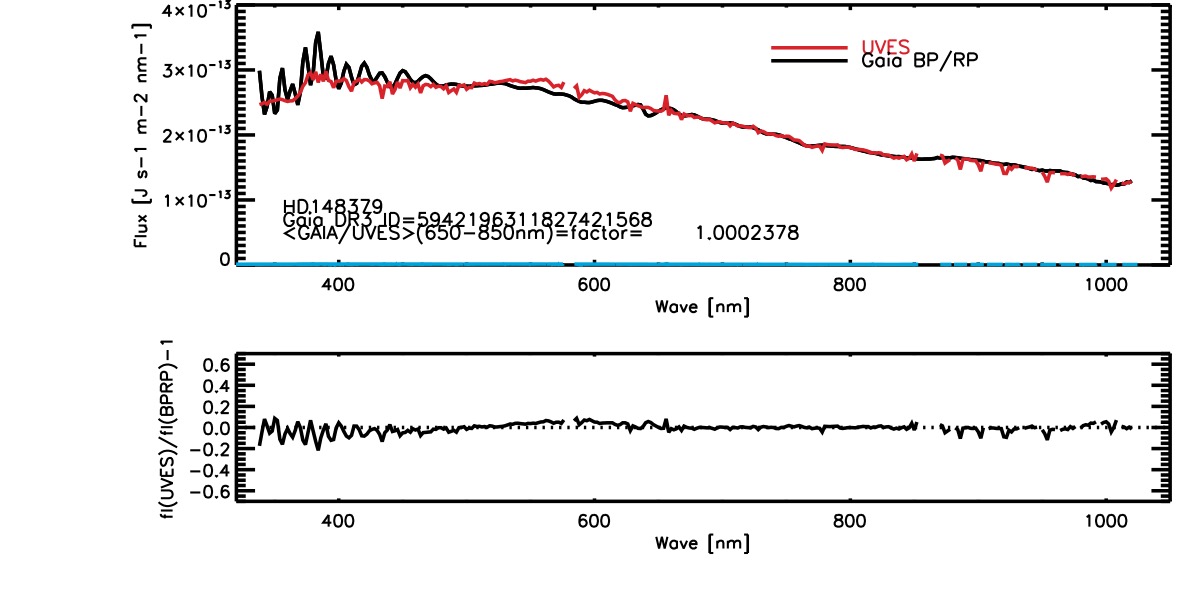 4×10−13
3×10−13
2×10−13
1×10−13
0
Flux [J s−1 m−2 nm−1]
UVES
Gaia BP/RP
HD148379
Gaia DR3 ID=5942196311827421568
<GAIA/UVES>(650−850nm)=factor= 1.0002378
400 600 800 1000
Wave [nm]
fl(UVES)/fl(BPRP)−1
0.6
0.4
0.2
0.0
−0.2
−0.4
−0.6
400 600 800 1000
Wave [nm]